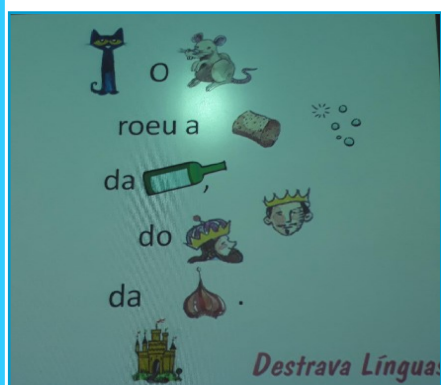 o
roeu a
da ,
do
da .
Destrava Línguas